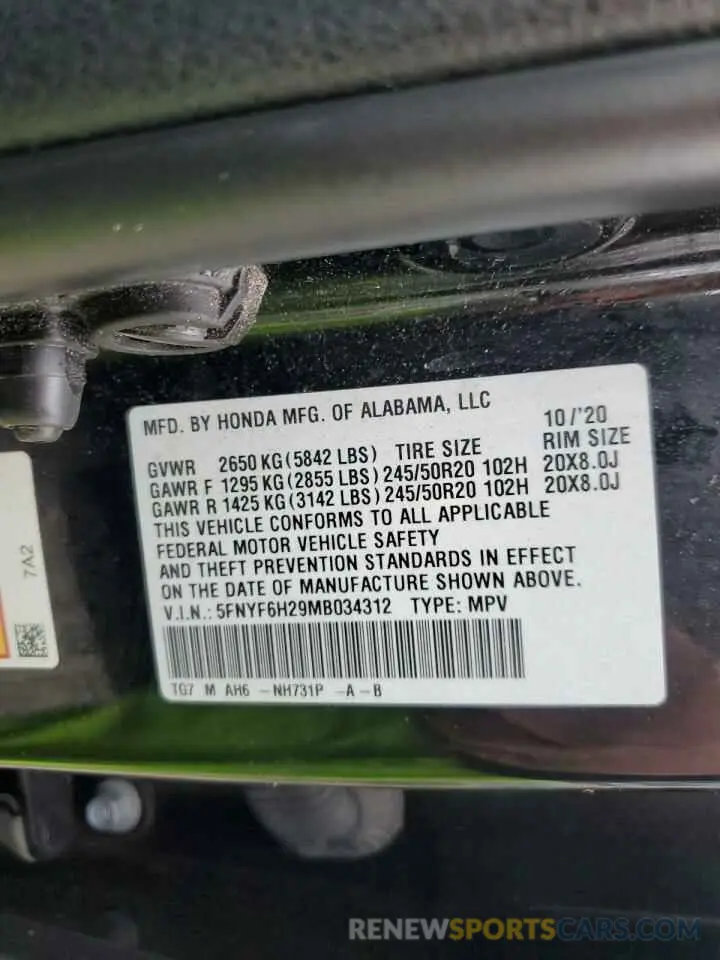 MFD. BY HONDA MFG. OF ALABAMA, LLC 10/'20
GVWR 2650 KG (5842 LBS) TIRE SIZE RIM SIZE
GAWR F 1295 KG (2855 LBS) 245/50R20 102H 20X8.0J
GAWR R 1425 KG (3142 LBS) 245/50R20 102H 20X8.0J
THIS VEHICLE CONFORMS TO ALL APPLICABLE
FEDERAL MOTOR VEHICLE SAFETY
AND THEFT PREVENTION STANDARDS IN EFFECT
ON THE DATE OF MANUFACTURE SHOWN ABOVE.
V.I.N.: 5FNYF6H29MB034312 TYPE: MPV
TG7 M AH6 -NH731P -A-B
7A2
RENEWSPORTSCARS.COM